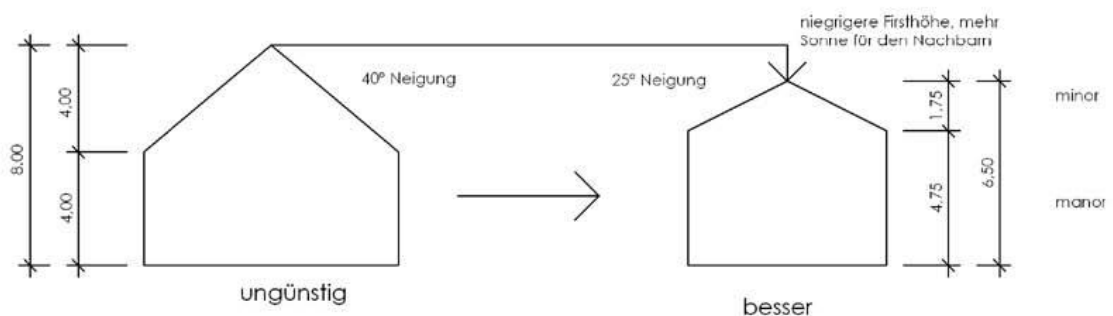 niegrigere Firsthöhe, mehr
Sonne für den Nachbarn
40° Neigung
25° Neigung
8.00
4.00
4.00
1.75
4.75
6.50
minor
manor
ungünstig
besser